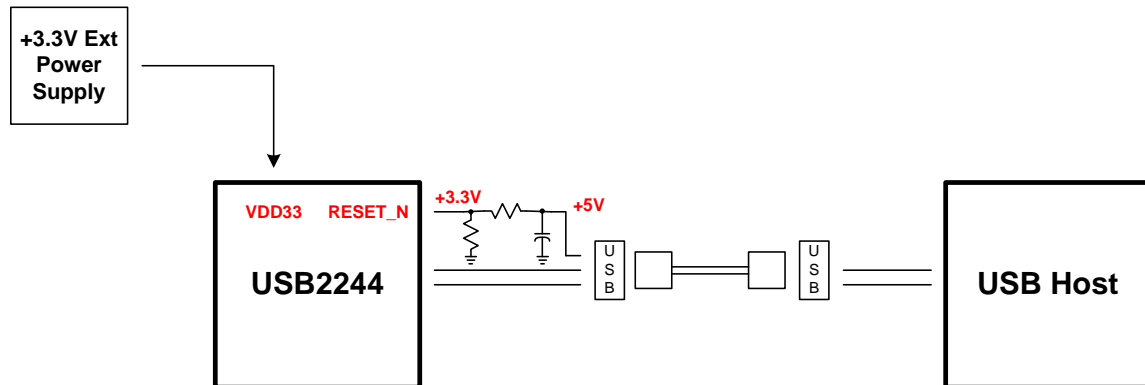 +3.3V Ext
Power
Supply
VDD33 RESET_N
+3.3V
+5V
USB2244
U
S
B
U
S
B
USB Host